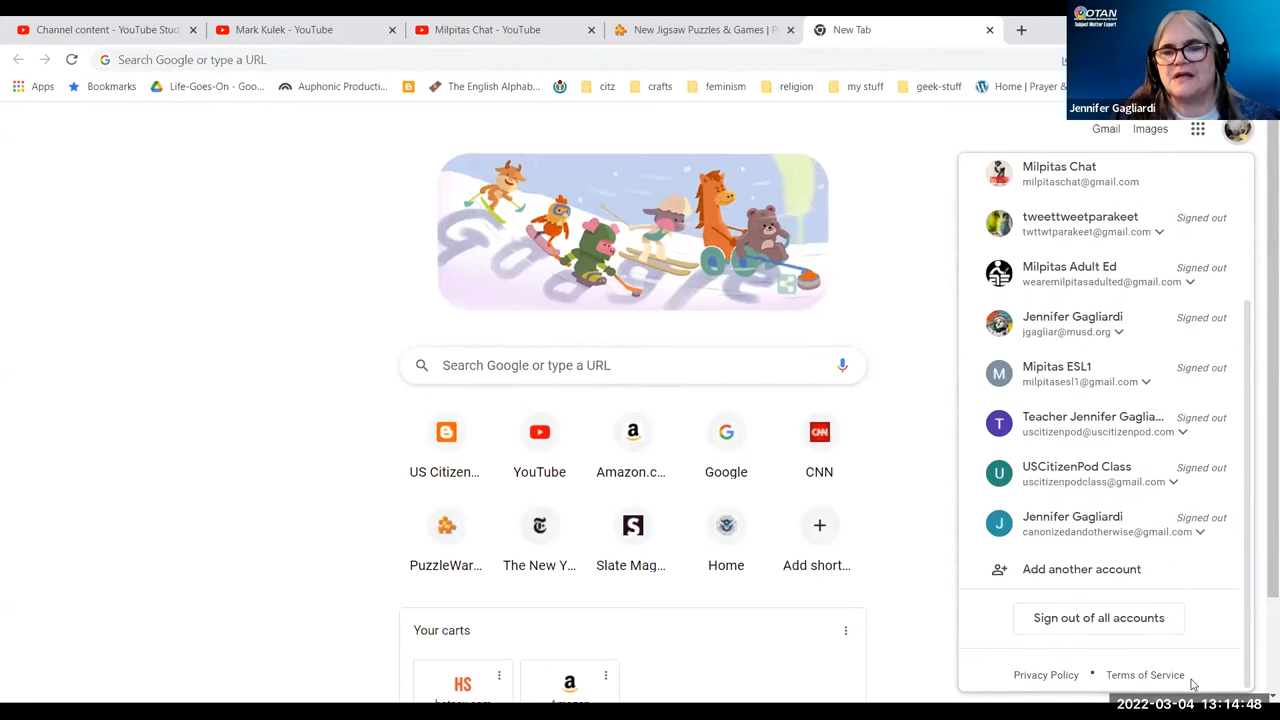 Channel content - YouTube Stud
Mark Kulek - YouTube
Milpitas Chat - YouTube
New Jigsaw Puzzles & Games | P
New Tab
OTAN
Subject Matter Expert
Search Google or type a URL
Apps
Bookmarks
Life-Goes-On - Goo...
Auphonic Producti...
The English Alphab...
citz
crafts
feminism
religion
my stuff
geek-stuff
Home | Prayer &
Jennifer Gagliardi
Gmail
Images
Milpitas Chat
milpitaschat@gmail.com
tweettweetparakeet
Signed out
twttwtparakeet@gmail.com
Milpitas Adult Ed
Signed out
wearemilpitasadulted@gmail.com
Jennifer Gagliardi
Signed out
jgagliar@musd.org
Mipitas ESL1
Signed out
milpitasesl1@gmail.com
Teacher Jennifer Gaglia...
Signed out
uscitizenpod@uscitizenpod.com
USCitizenPod Class
Signed out
uscitizenpodclass@gmail.com
Jennifer Gagliardi
Signed out
canonizedandotherwise@gmail.com
Add another account
Sign out of all accounts
Privacy Policy • Terms of Service
Search Google or type a URL
US Citizen...
YouTube
Amazon.c...
Google
CNN
PuzzleWar...
The New Y...
Slate Mag...
Home
Add short...
Your carts
HS
2022-03-04 13:14:48